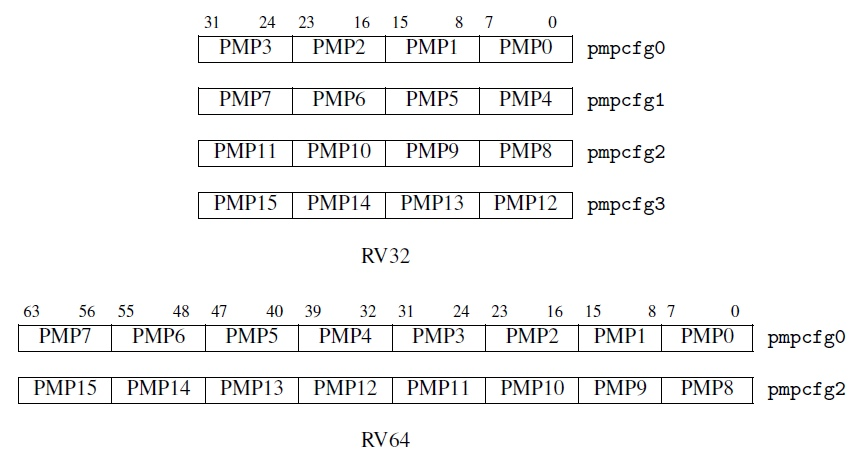 31 24 23 16 15 8 7 0
PMP3 PMP2 PMP1 PMP0 pmpcfg0
PMP7 PMP6 PMP5 PMP4 pmpcfg1
PMP11 PMP10 PMP9 PMP8 pmpcfg2
PMP15 PMP14 PMP13 PMP12 pmpcfg3
RV32
63 56 55 48 47 40 39 32 31 24 23 16 15 8 7 0
PMP7 PMP6 PMP5 PMP4 PMP3 PMP2 PMP1 PMP0 pmpcfg0
PMP15 PMP14 PMP13 PMP12 PMP11 PMP10 PMP9 PMP8 pmpcfg2
RV64